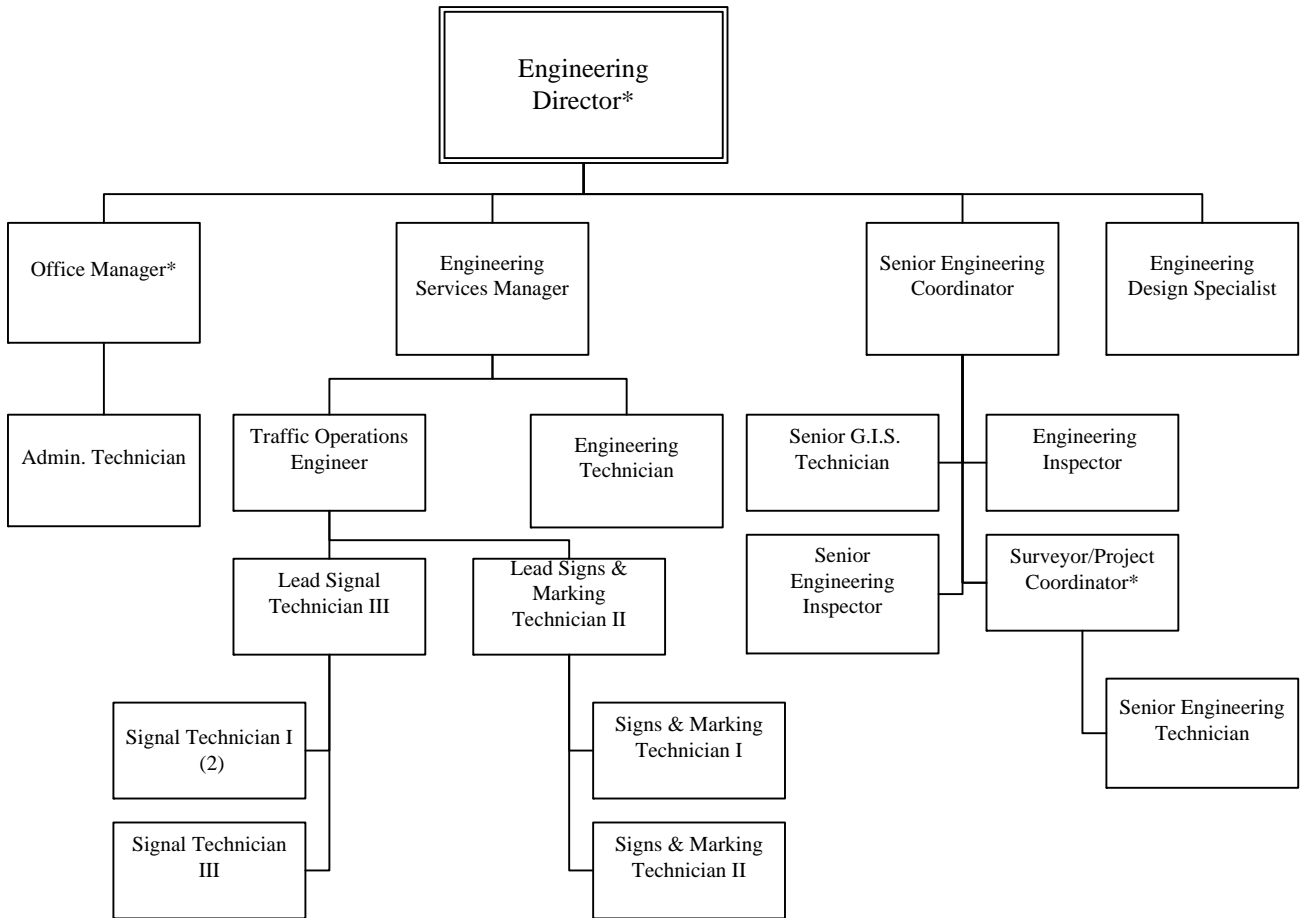 Engineering
Director*
Office Manager*
Engineering
Services Manager
Senior Engineering
Coordinator
Engineering
Design Specialist
Admin. Technician
Traffic Operations
Engineer
Engineering
Technician
Senior G.I.S.
Technician
Engineering
Inspector
Lead Signal
Technician III
Lead Signs &
Marking
Technician II
Senior
Engineering
Inspector
Surveyor/Project
Coordinator*
Signal Technician I
(2)
Signs & Marking
Technician I
Senior Engineering
Technician
Signal Technician
III
Signs & Marking
Technician II